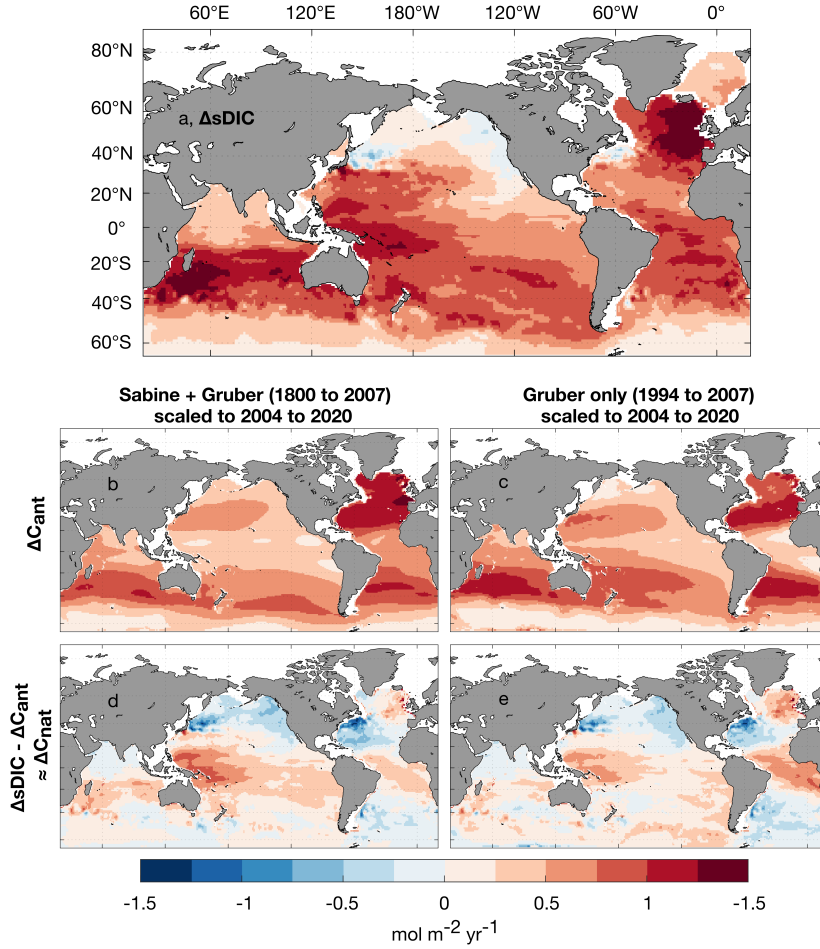 60°E 120°E 180°W 120°W 60°W 0°
80°N
60°N
a, ΔsDIC
40°N
20°N
0°
20°S
40°S
60°S
Sabine + Gruber (1800 to 2007)
scaled to 2004 to 2020
Gruber only (1994 to 2007)
scaled to 2004 to 2020
ΔCant
b
c
ΔsDIC - ΔCant
≈ ΔCnat
d
e
-1.5 -1 -0.5 0 0.5 1 -1.5
mol m⁻² yr⁻¹